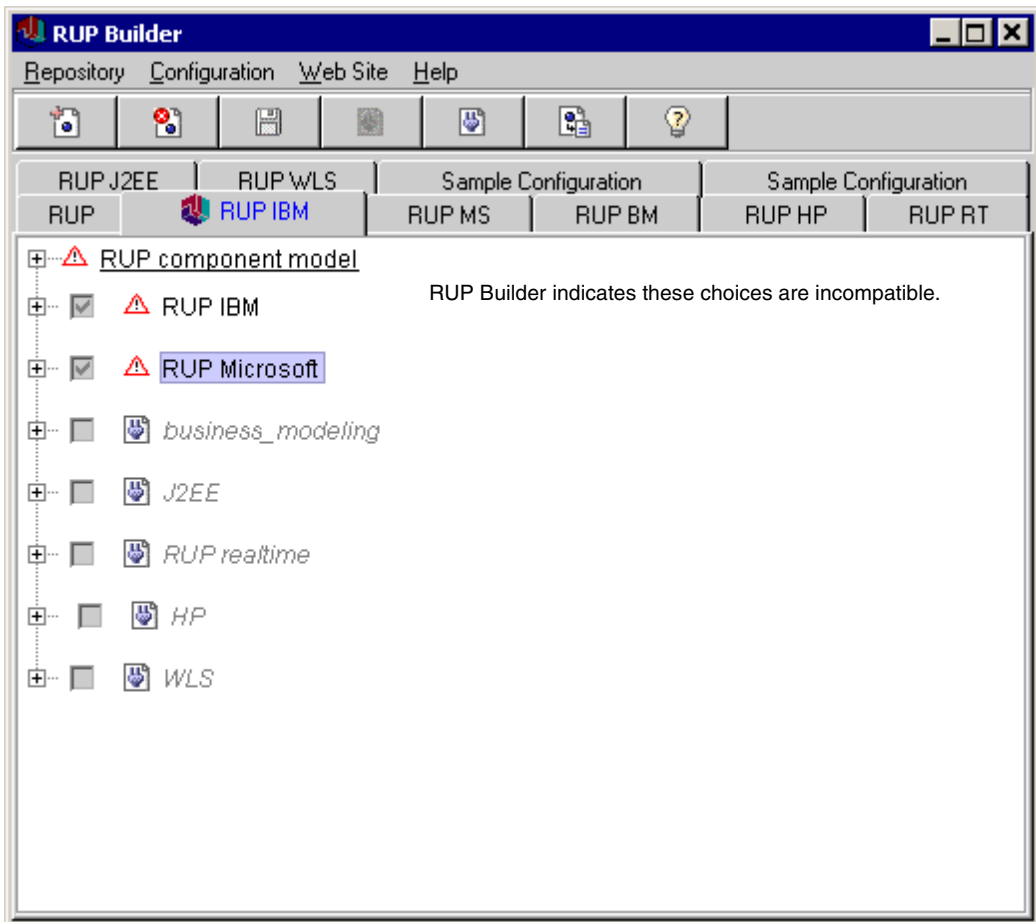 RUP Builder
Repository Configuration Web Site Help
RUP J2EE RUP WLS Sample Configuration Sample Configuration
RUP RUP IBM RUP MS RUP BM RUP HP RUP RT
RUP component model
RUP Builder indicates these choices are incompatible.
RUP IBM
RUP Microsoft
business_modeling
J2EE
RUP realtime
HP
WLS